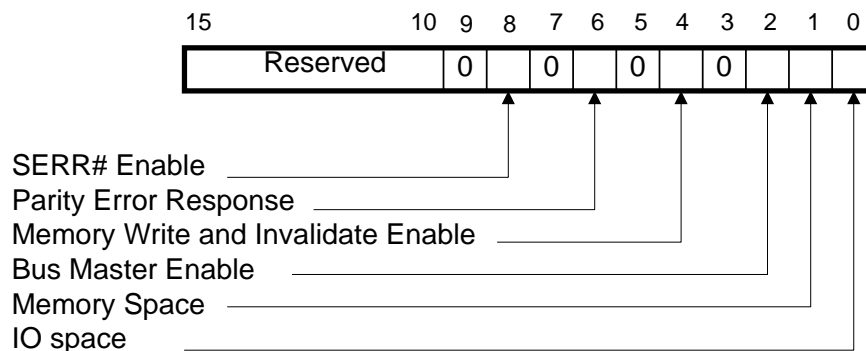 15 10 9 8 7 6 5 4 3 2 1 0
Reserved 0 0 0 0
SERR# Enable
Parity Error Response
Memory Write and Invalidate Enable
Bus Master Enable
Memory Space
IO space